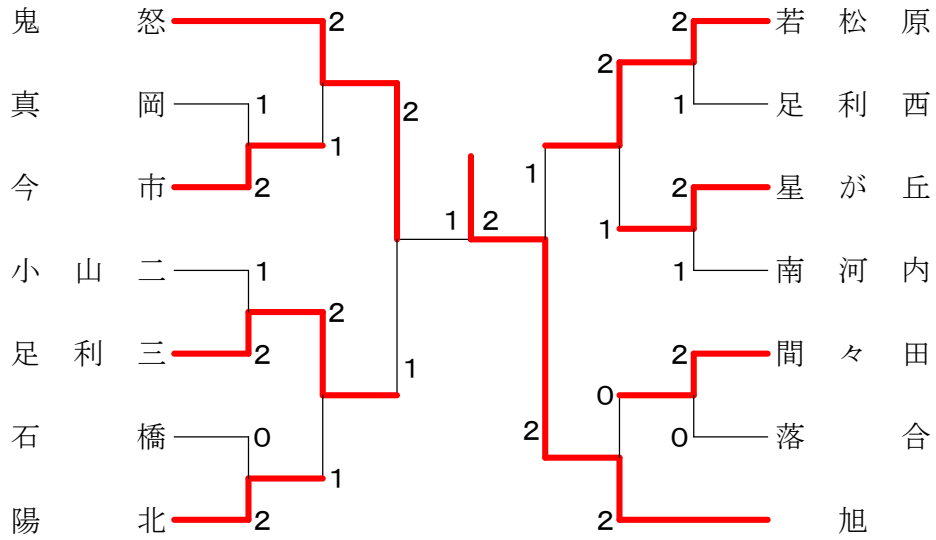 鬼怒 2 2 若松原
2
真岡 1 2 1 足利西
1 1
今市 2 2 星が丘
1 2 1
小山二 1 1 南河内
2
足利三 2 2 間々田
1 0
石橋 0 2 0 落合
1
陽北 2 2 旭